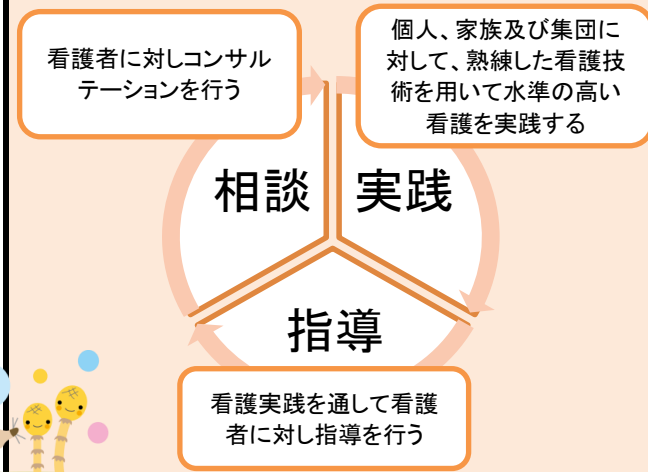 看護者に対しコンサル
テーションを行う
個人、家族及び集団に
対して、熟練した看護技
術を用いて水準の高い
看護を実践する
相談
実践
指導
看護実践を通して看護
者に対し指導を行う